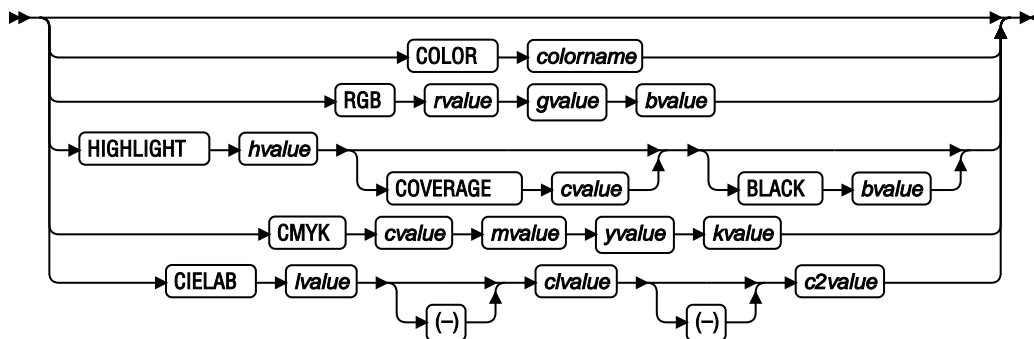 COLOR colorname
RGB rvalue gvalue bvalue
HIGHLIGHT hvalue
COVERAGE cvalue BLACK bvalue
CMYK cvalue mvalue yvalue kvalue
CIELAB lvalue clvalue c2value
(–) (–)